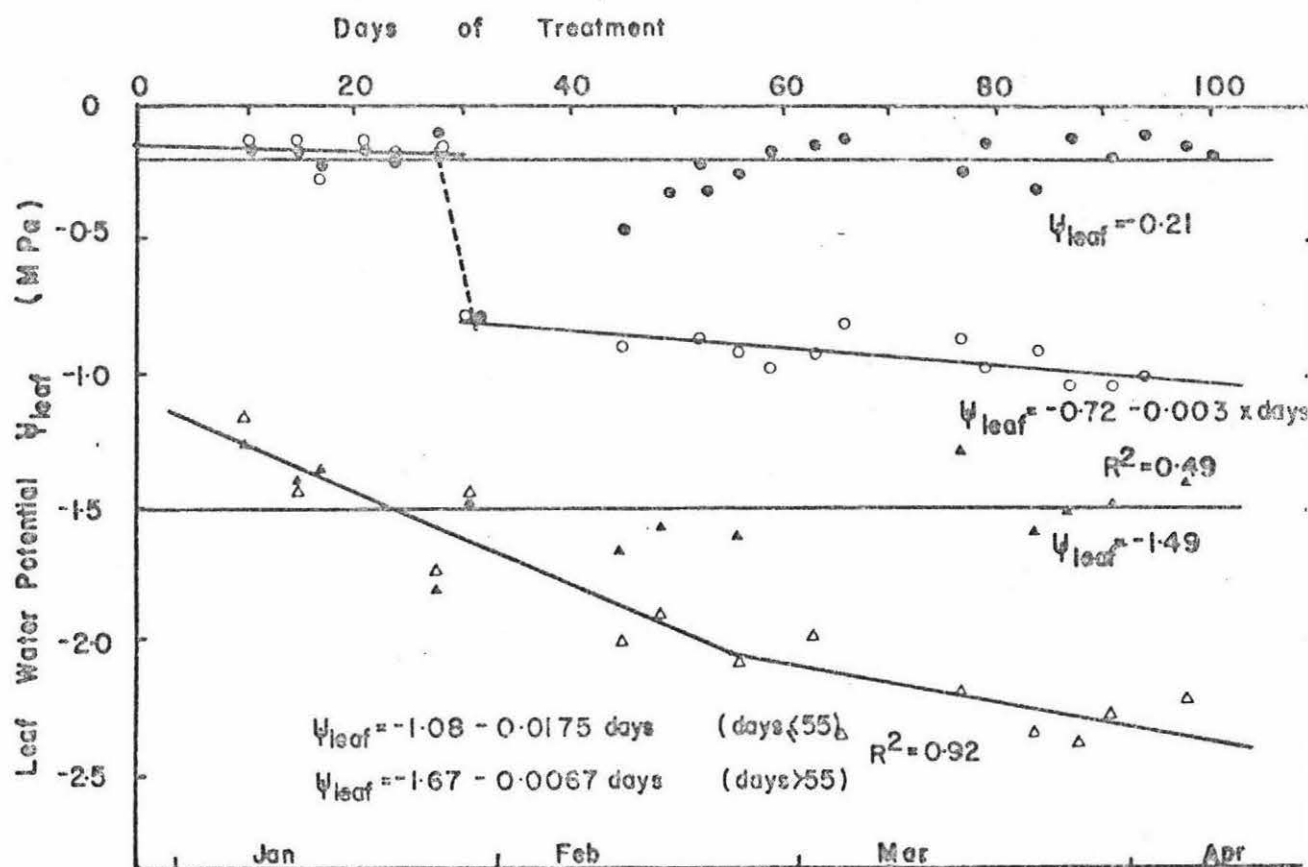 Days of Treatment
0 20 40 60 80 100
0
-0.5
-1.0
-1.5
-2.0
-2.5
Leaf Water Potential Ψleaf (MPa)
Ψleaf=-0.21
Ψleaf=-0.72 -0.003 x days
R²=0.49
Ψleaf=-1.49
Ψleaf=-1.08 - 0.0175 days (days≤55)
R²=0.92
Ψleaf=-1.67 - 0.0067 days (days>55)
Jan Feb Mar Apr